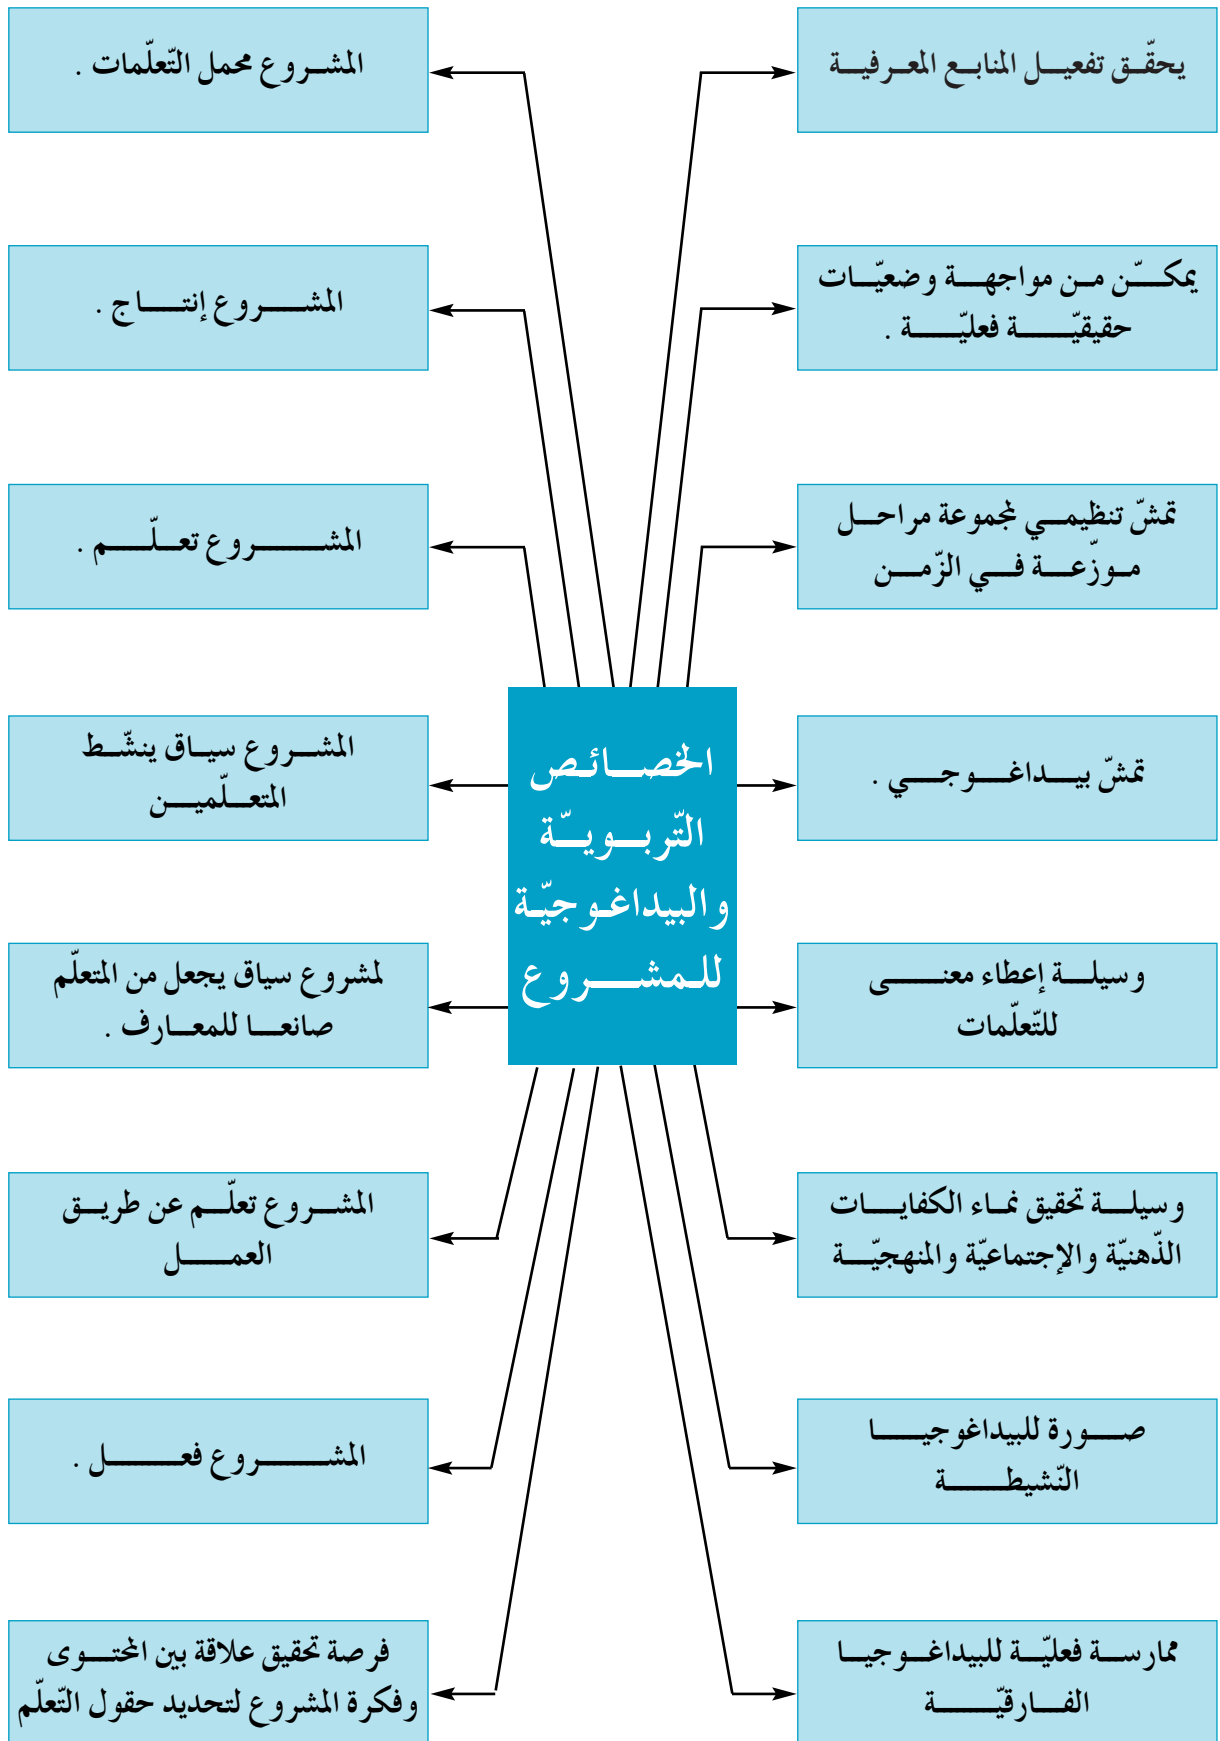 يحقّق تفعيل المنابع المعرفية
المشروع محمل التّعلّمات .
يمكّن من مواجهة وضعيّات
حقيقيّة فعليّة .
المشروع إنتاج .
تمشّ تنظيمي لمجموعة مراحل
موزّعة في الزّمن
المشروع تعلّم .
الخصائص
التّربويّة
والبيداغوجيّة
للمشروع
تمشّ بيداغوجي .
المشروع سياق ينشّط
المتعلّمين
وسيلة إعطاء معنى
للتّعلّمات
لمشروع سياق يجعل من المتعلّم
صانعا للمعارف .
وسيلة تحقيق نماء الكفايات
الذّهنيّة والإجتماعيّة والمنهجيّة
المشروع تعلّم عن طريق
العمل
صورة للبيداغوجيا
النّشيطة
المشروع فعل .
ممارسة فعليّة للبيداغوجيا
الفارقيّة
فرصة تحقيق علاقة بين المحتوى
وفكرة المشروع لتحديد حقول التّعلّم